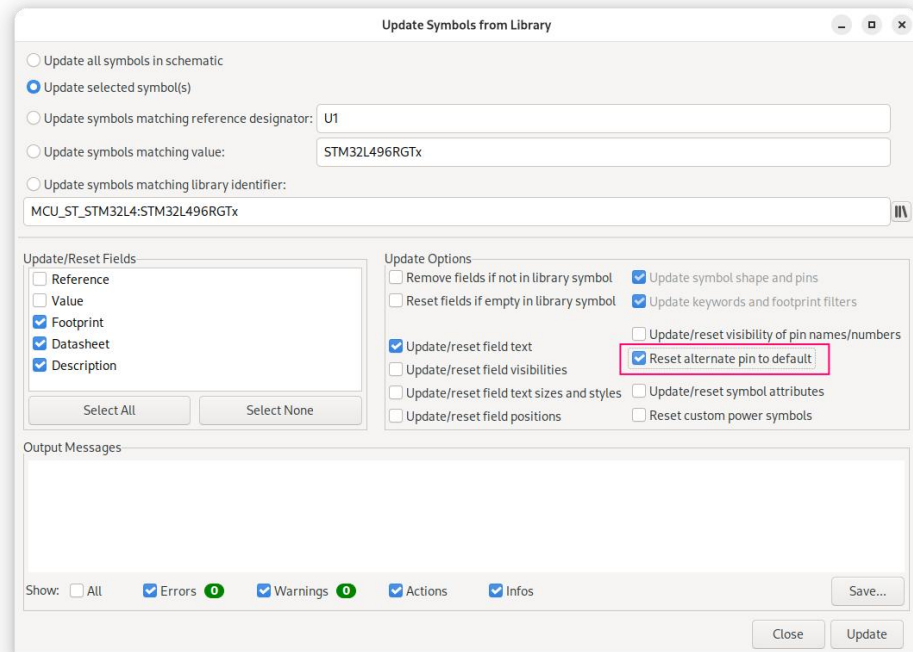 Update Symbols from Library
Update all symbols in schematic
Update selected symbol(s)
Update symbols matching reference designator: U1
Update symbols matching value: STM32L496RGTx
Update symbols matching library identifier:
MCU_ST_STM32L4:STM32L496RGTx
Update/Reset Fields
Reference
Value
Footprint
Datasheet
Description
Select All Select None
Update Options
Remove fields if not in library symbol Update symbol shape and pins
Reset fields if empty in library symbol Update keywords and footprint filters
Update/reset visibility of pin names/numbers
Update/reset field text Reset alternate pin to default
Update/reset field visibilities
Update/reset field text sizes and styles Update/reset symbol attributes
Update/reset field positions Reset custom power symbols
Output Messages
Show: All Errors 0 Warnings 0 Actions Infos Save...
Close Update